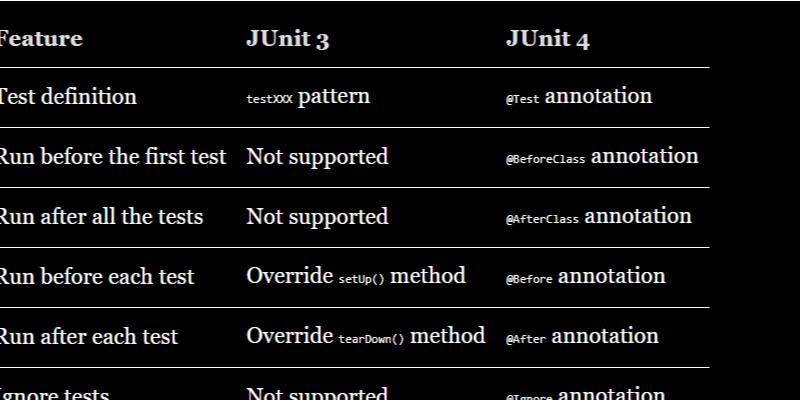 Feature JUnit 3 JUnit 4
Test definition testXXX pattern @Test annotation
Run before the first test Not supported @BeforeClass annotation
Run after all the tests Not supported @AfterClass annotation
Run before each test Override setUp() method @Before annotation
Run after each test Override tearDown() method @After annotation
Ignore tests Not supported @Ignore annotation